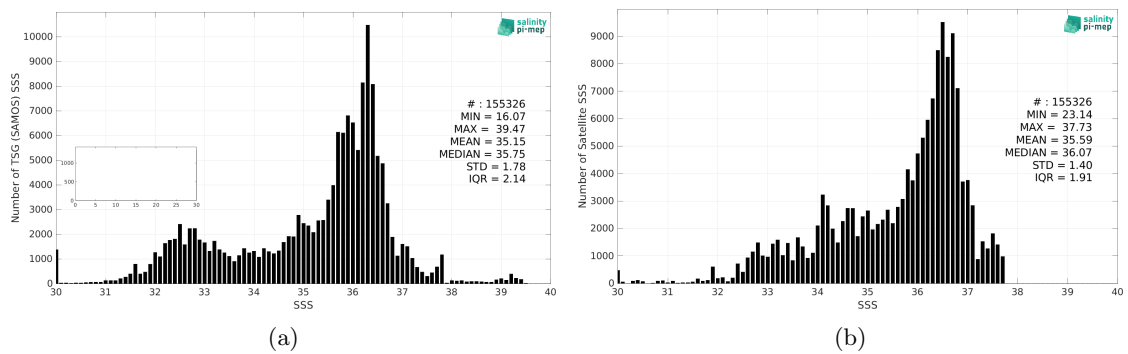 salinity
pi-mep
10000
9000
8000
7000
6000
5000
4000
3000
2000
1000
0
Number of TSG (SAMOS) SSS
# : 155326
MIN = 16.07
MAX = 39.47
MEAN = 35.15
MEDIAN = 35.75
STD = 1.78
IQR = 2.14
1000
500
0
0 5 10 15 20 25 30
30 31 32 33 34 35 36 37 38 39 40
SSS
(a)
salinity
pi-mep
9000
8000
7000
6000
5000
4000
3000
2000
1000
0
Number of Satellite SSS
# : 155326
MIN = 23.14
MAX = 37.73
MEAN = 35.59
MEDIAN = 36.07
STD = 1.40
IQR = 1.91
30 31 32 33 34 35 36 37 38 39 40
SSS
(b)